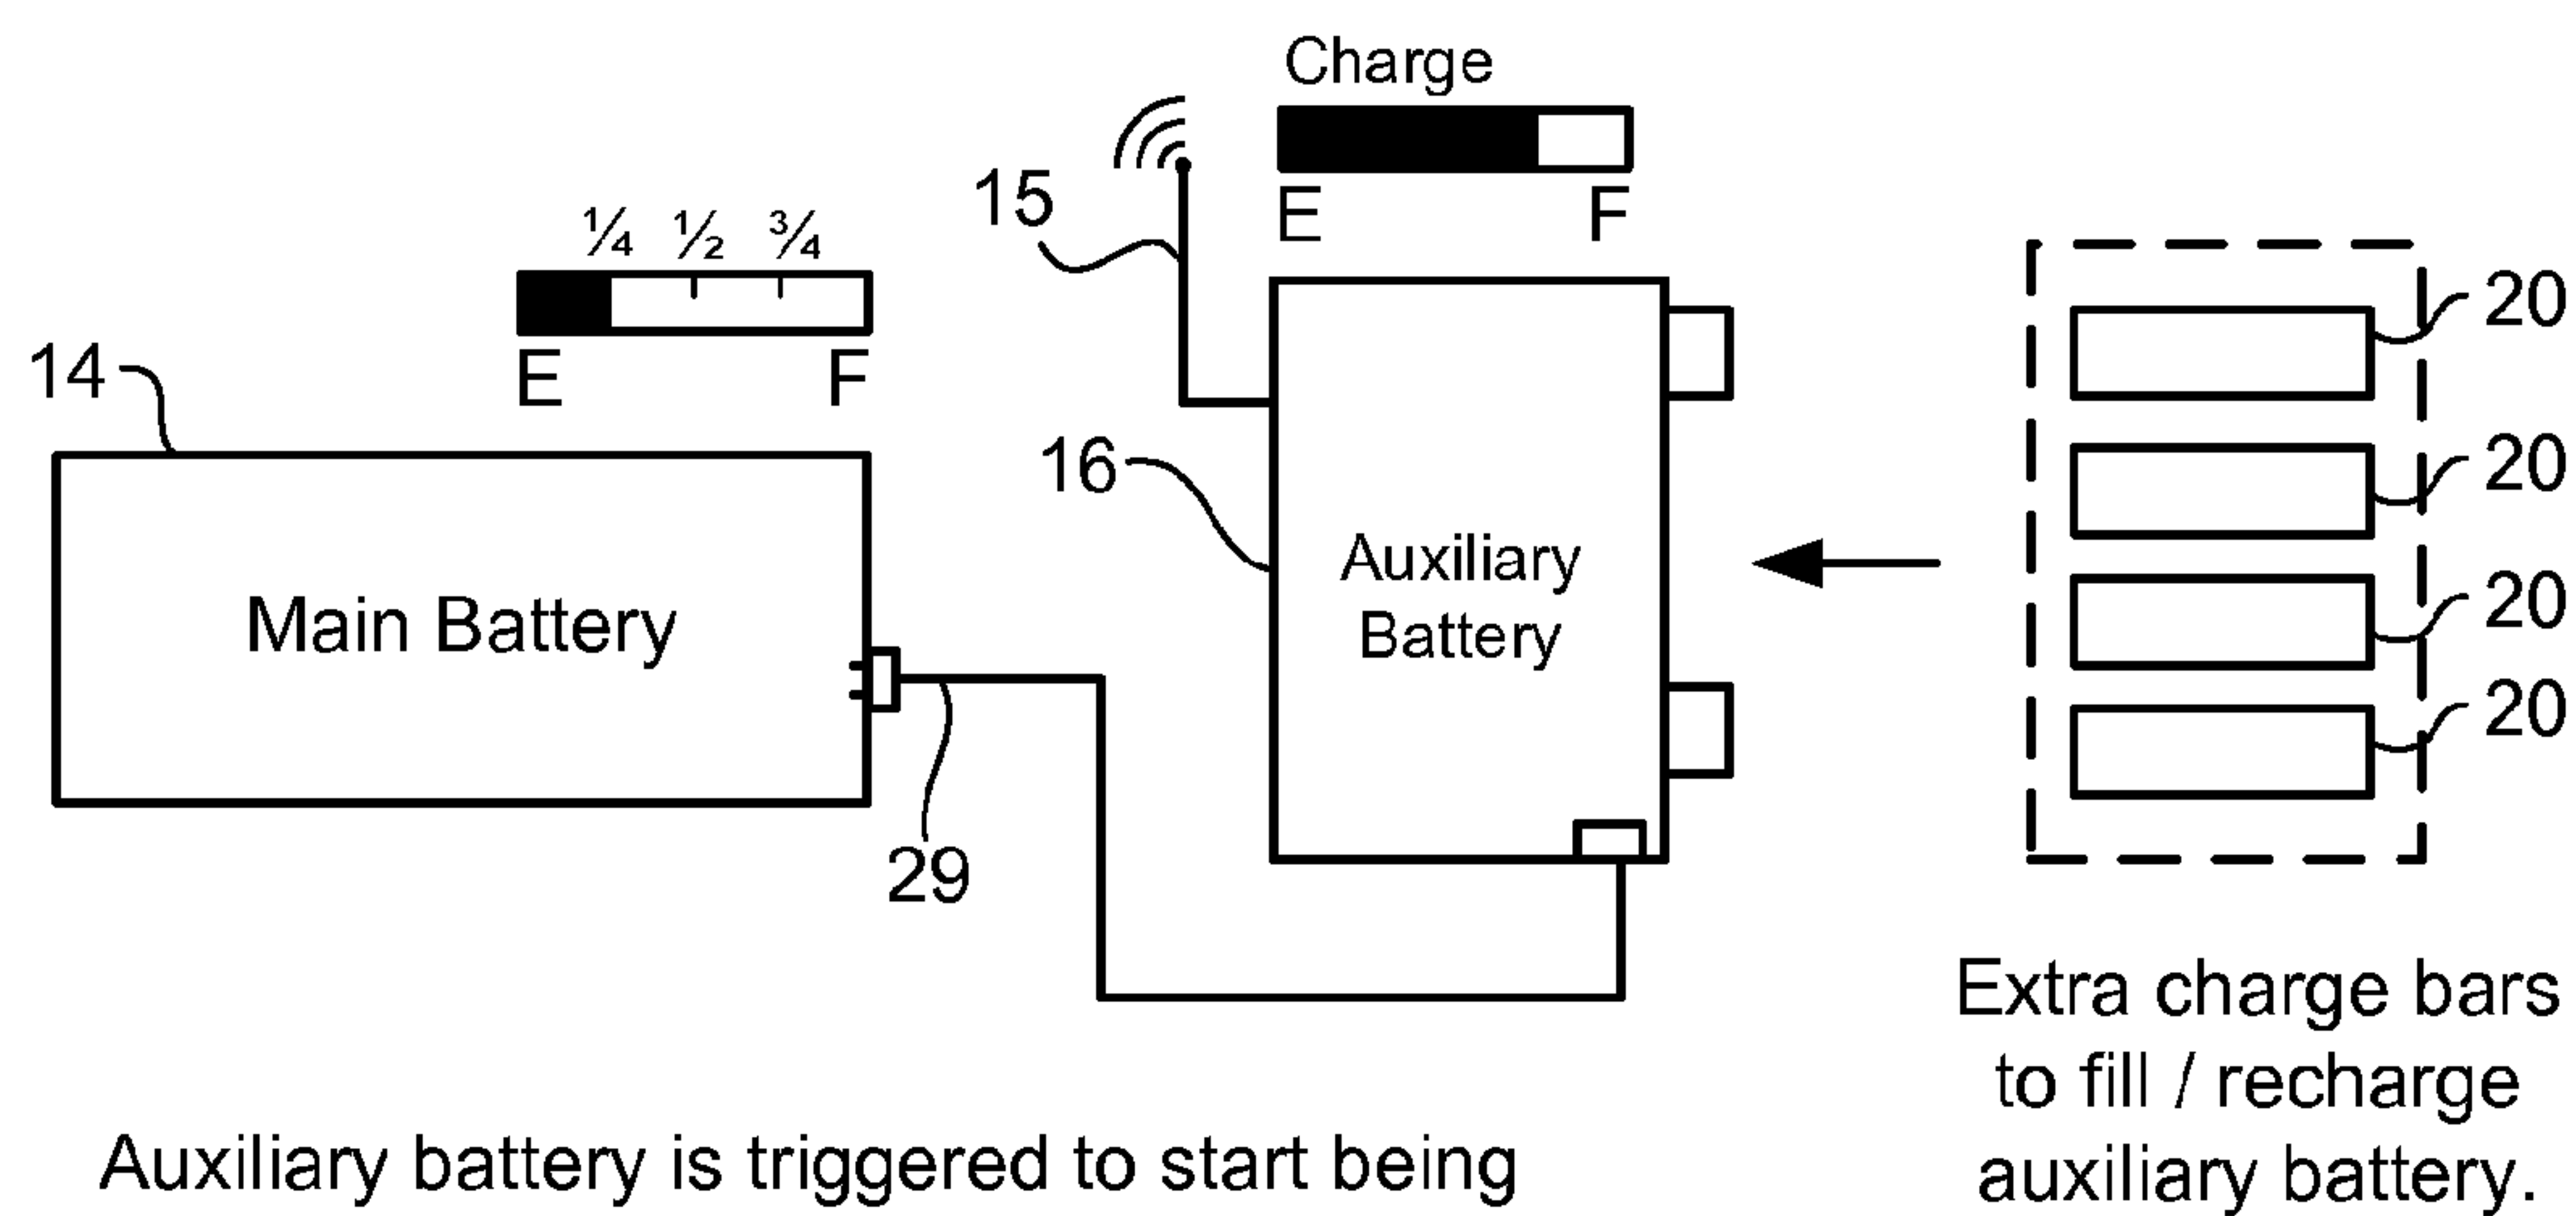 Charge
E F
15
¼ ½ ¾
E F
14
Main Battery
29
16
Auxiliary
Battery
20
20
20
20
Extra charge bars
to fill / recharge
auxiliary battery.
Auxiliary battery is triggered to start being